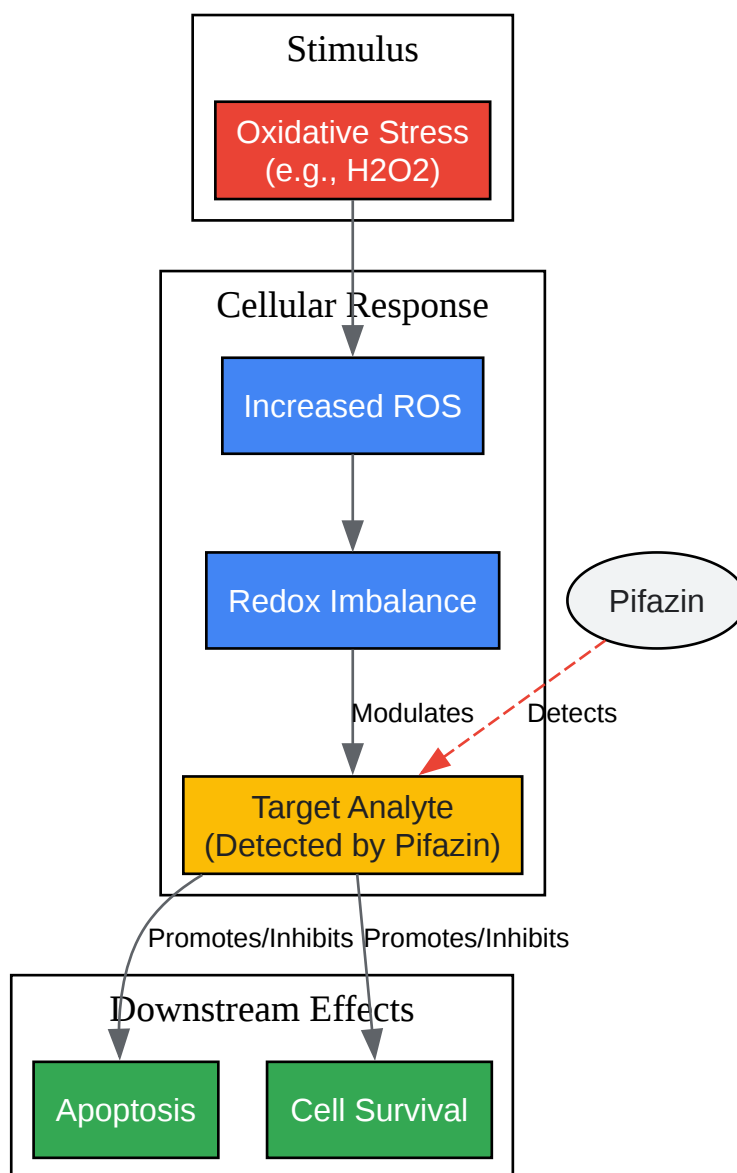 Stimulus
Oxidative Stress
(e.g., H2O2)
Cellular Response
Increased ROS
Redox Imbalance
Pifazin
Modulates
Detects
Target Analyte
(Detected by Pifazin)
Promotes/Inhibits
Promotes/Inhibits
Downstream Effects
Apoptosis
Cell Survival